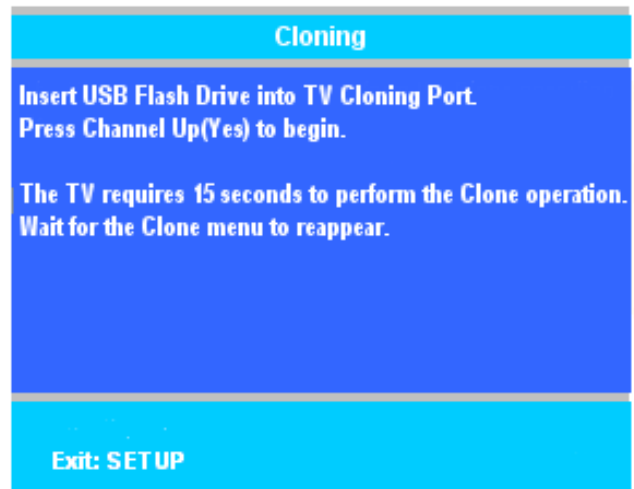 Cloning
Insert USB Flash Drive into TV Cloning Port.
Press Channel Up(Yes) to begin.
The TV requires 15 seconds to perform the Clone operation.
Wait for the Clone menu to reappear.
Exit: SETUP